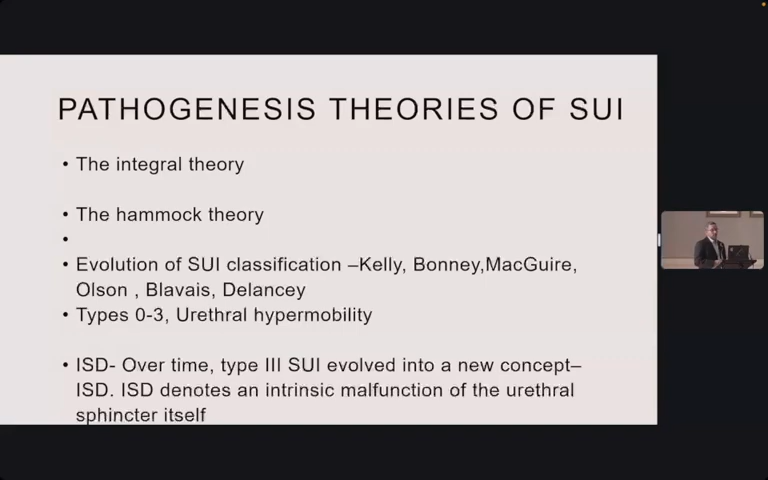 PATHOGENESIS THEORIES OF SUI
• The integral theory
• The hammock theory
•
• Evolution of SUI classification –Kelly, Bonney,MacGuire,
Olson , Blavais, Delancey
• Types 0-3, Urethral hypermobility
• ISD- Over time, type III SUI evolved into a new concept–
ISD. ISD denotes an intrinsic malfunction of the urethral
sphincter itself